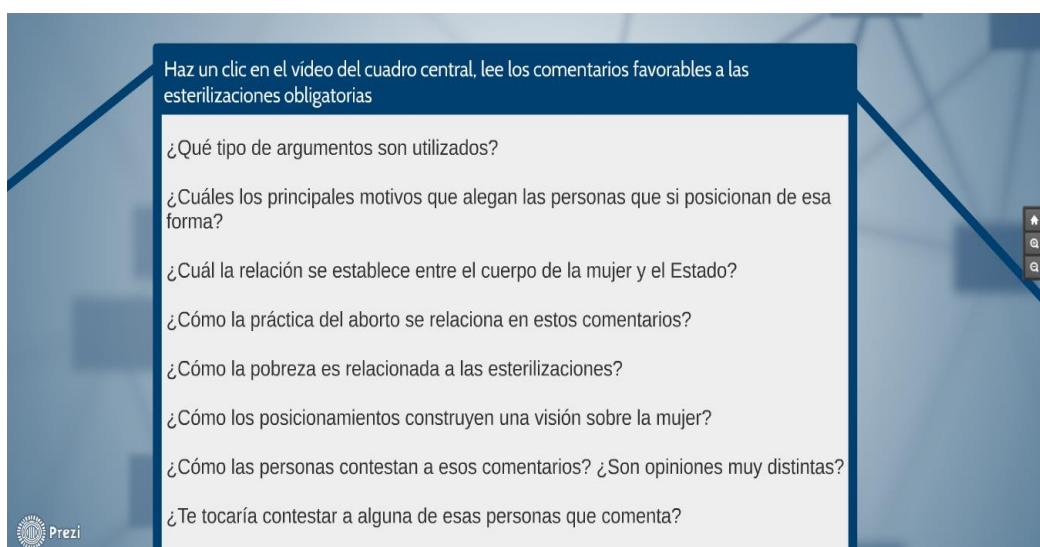 Haz un clic en el vídeo del cuadro central, lee los comentarios favorables a las
esterilizaciones obligatorias
¿Qué tipo de argumentos son utilizados?
¿Cuáles los principales motivos que alegan las personas que si posicionan de esa
forma?
¿Cuál la relación se establece entre el cuerpo de la mujer y el Estado?
¿Cómo la práctica del aborto se relaciona en estos comentarios?
¿Cómo la pobreza es relacionada a las esterilizaciones?
¿Cómo los posicionamientos construyen una visión sobre la mujer?
¿Cómo las personas contestan a esos comentarios? ¿Son opiniones muy distintas?
¿Te tocaría contestar a alguna de esas personas que comenta?
Prezi